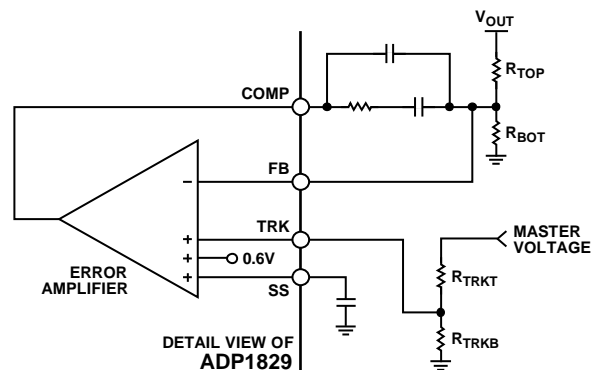 VOUT
COMP
RTOP
RBOT
FB
−
TRK
+
+
0.6V
+
SS
ERROR
AMPLIFIER
MASTER
VOLTAGE
RTRKT
RTRKB
DETAIL VIEW OF
ADP1829